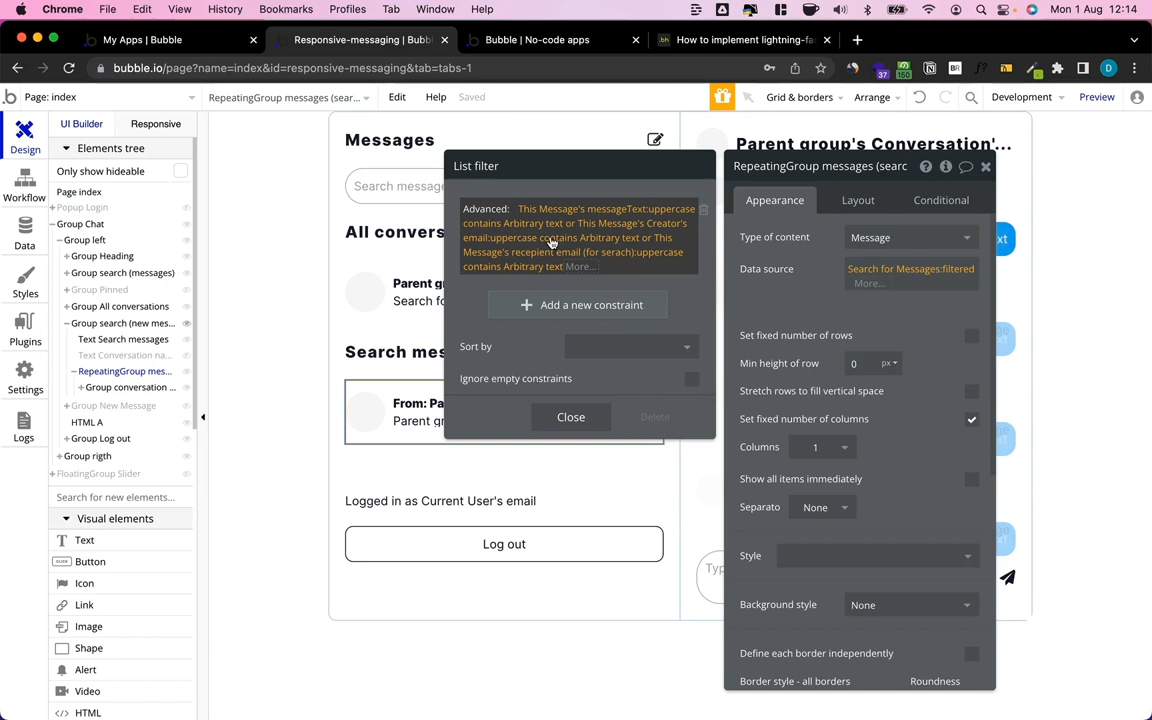 Chrome File Edit View History Bookmarks Profiles Tab Window Help Mon 1 Aug 12:14
My Apps | Bubble
Responsive-messaging | Bubbl
Bubble | No-code apps
How to implement lightning-fa
bubble.io/page?name=index&id=responsive-messaging&tab=tabs-1
37
150
BR
D
Page: index
RepeatingGroup messages (sear...
Edit
Help
Saved
Grid & borders
Arrange
Development
Preview
Design
Workflow
Data
Styles
Plugins
Settings
Logs
UI Builder
Responsive
Elements tree
Only show hideable
Page index
Popup Login
Group Chat
Group left
Group Heading
Group search (messages)
Group Pinned
Group All conversations
Group search (new mes...
Text Search messages
Text Conversation na...
RepeatingGroup mes...
Group conversation ...
Group New Message
HTML A
Group Log out
Group rigth
FloatingGroup Slider
Search for new elements...
Visual elements
Text
Button
Icon
Link
Image
Shape
Alert
Video
HTML
Messages
Search message
All convers
Parent gr
Search fo
Search mes
From: Pa
Parent gr
Logged in as Current User's email
Log out
List filter
Advanced: This Message's messageText:uppercase
contains Arbitrary text or This Message's Creator's
email:uppercase contains Arbitrary text or This
Message's recepient email (for serach):uppercase
contains Arbitrary text More...
Add a new constraint
Sort by
Ignore empty constraints
Close
Delete
Parent group's Conversation'...
RepeatingGroup messages (searc
Appearance
Layout
Conditional
Type of content
Message
Data source
Search for Messages:filtered
More...
Set fixed number of rows
Min height of row
0
px
Stretch rows to fill vertical space
Set fixed number of columns
Columns
1
Show all items immediately
Separato
None
Style
Background style
None
Define each border independently
Border style - all borders
Roundness
Typ